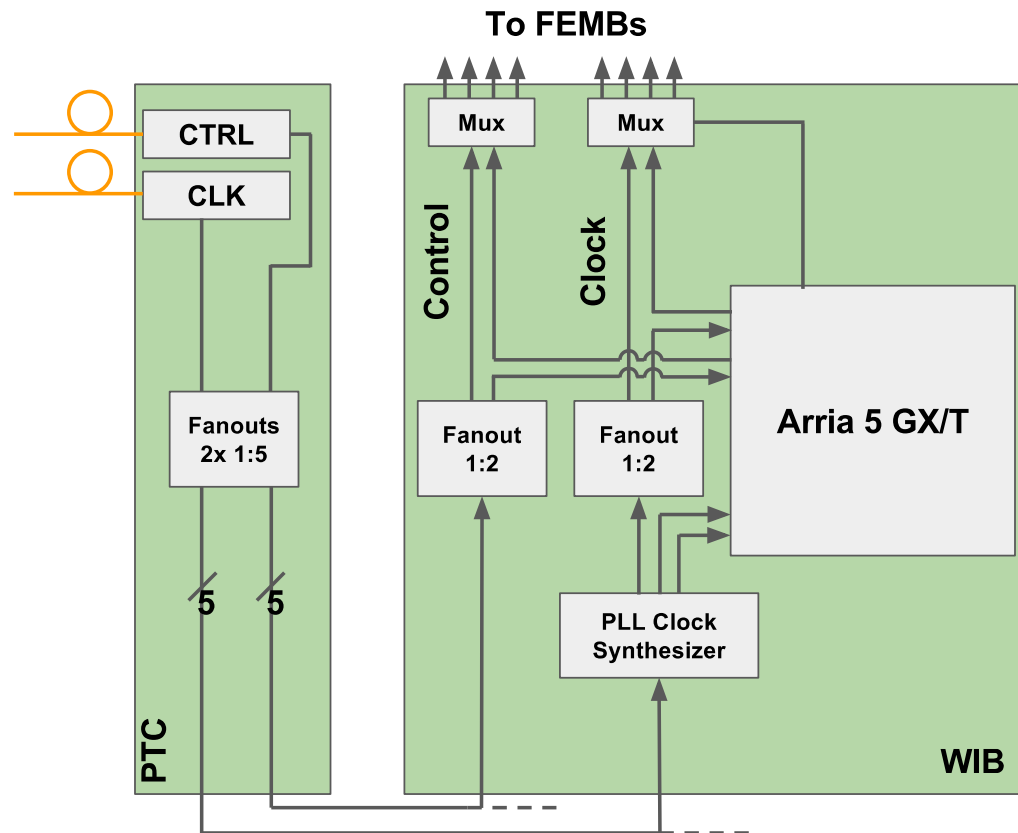 To FEMBs
CTRL
CLK
Fanouts
2x 1:5
5
5
PTC
Mux
Mux
Control
Clock
Fanout
1:2
Fanout
1:2
Arria 5 GX/T
PLL Clock
Synthesizer
WIB